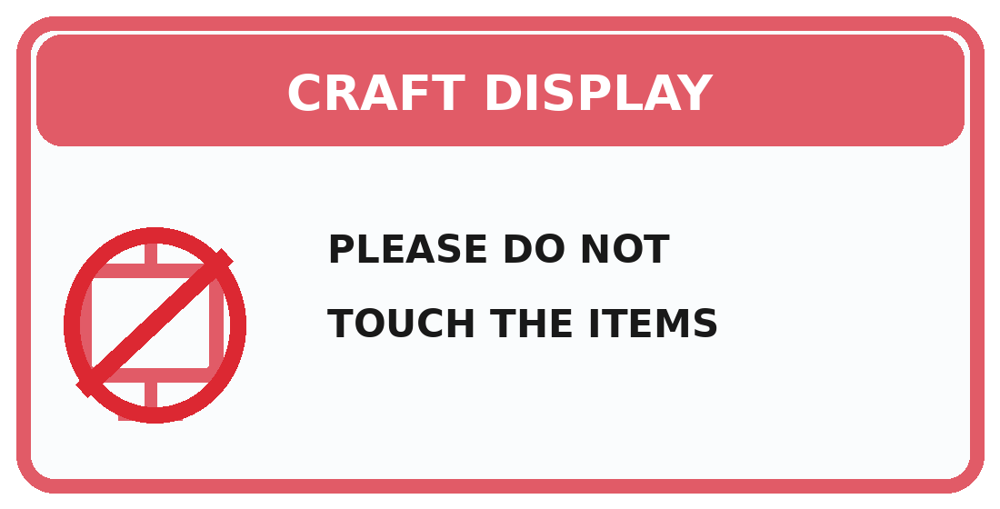 CRAFT DISPLAY
PLEASE DO NOT
TOUCH THE ITEMS